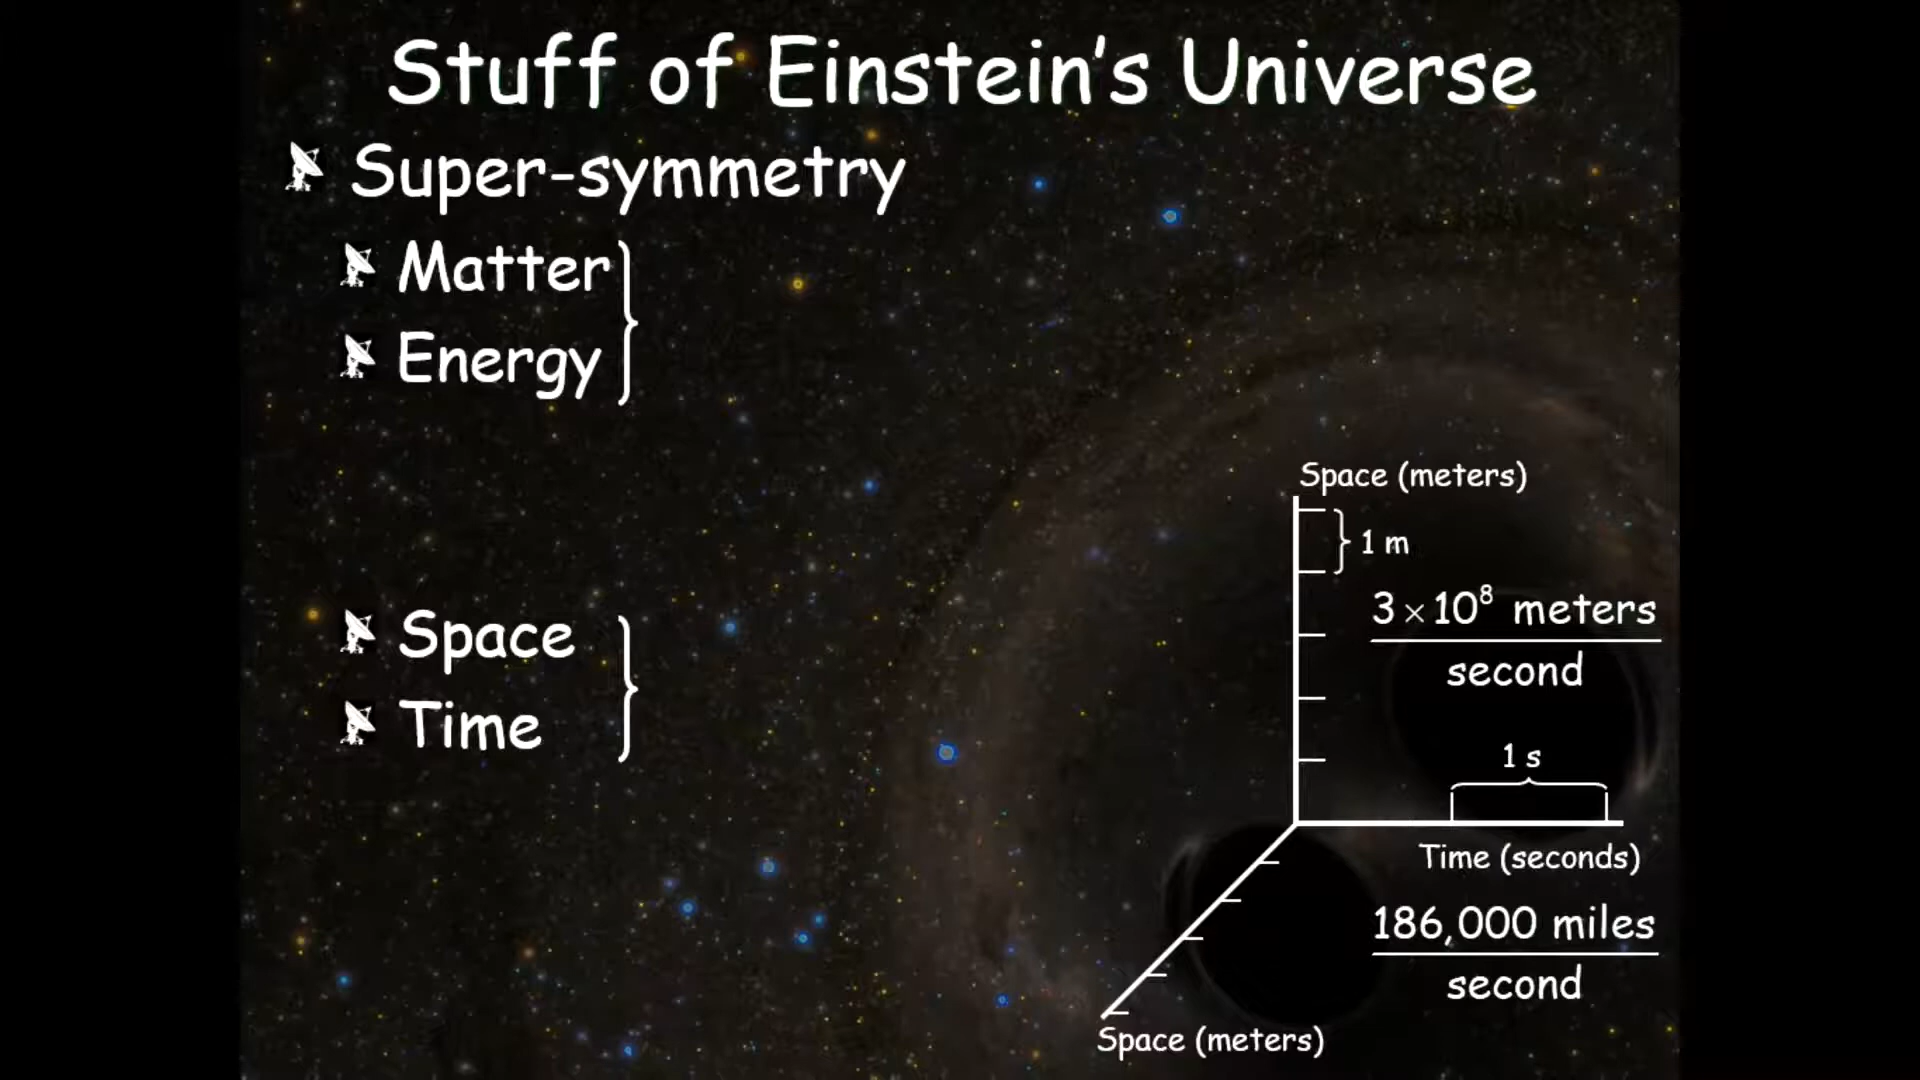 Stuff of Einstein's Universe
Super-symmetry
Matter
Energy
Space
Time
Space (meters)
1 m
3×10⁸ meters
second
1 s
Time (seconds)
186,000 miles
second
Space (meters)